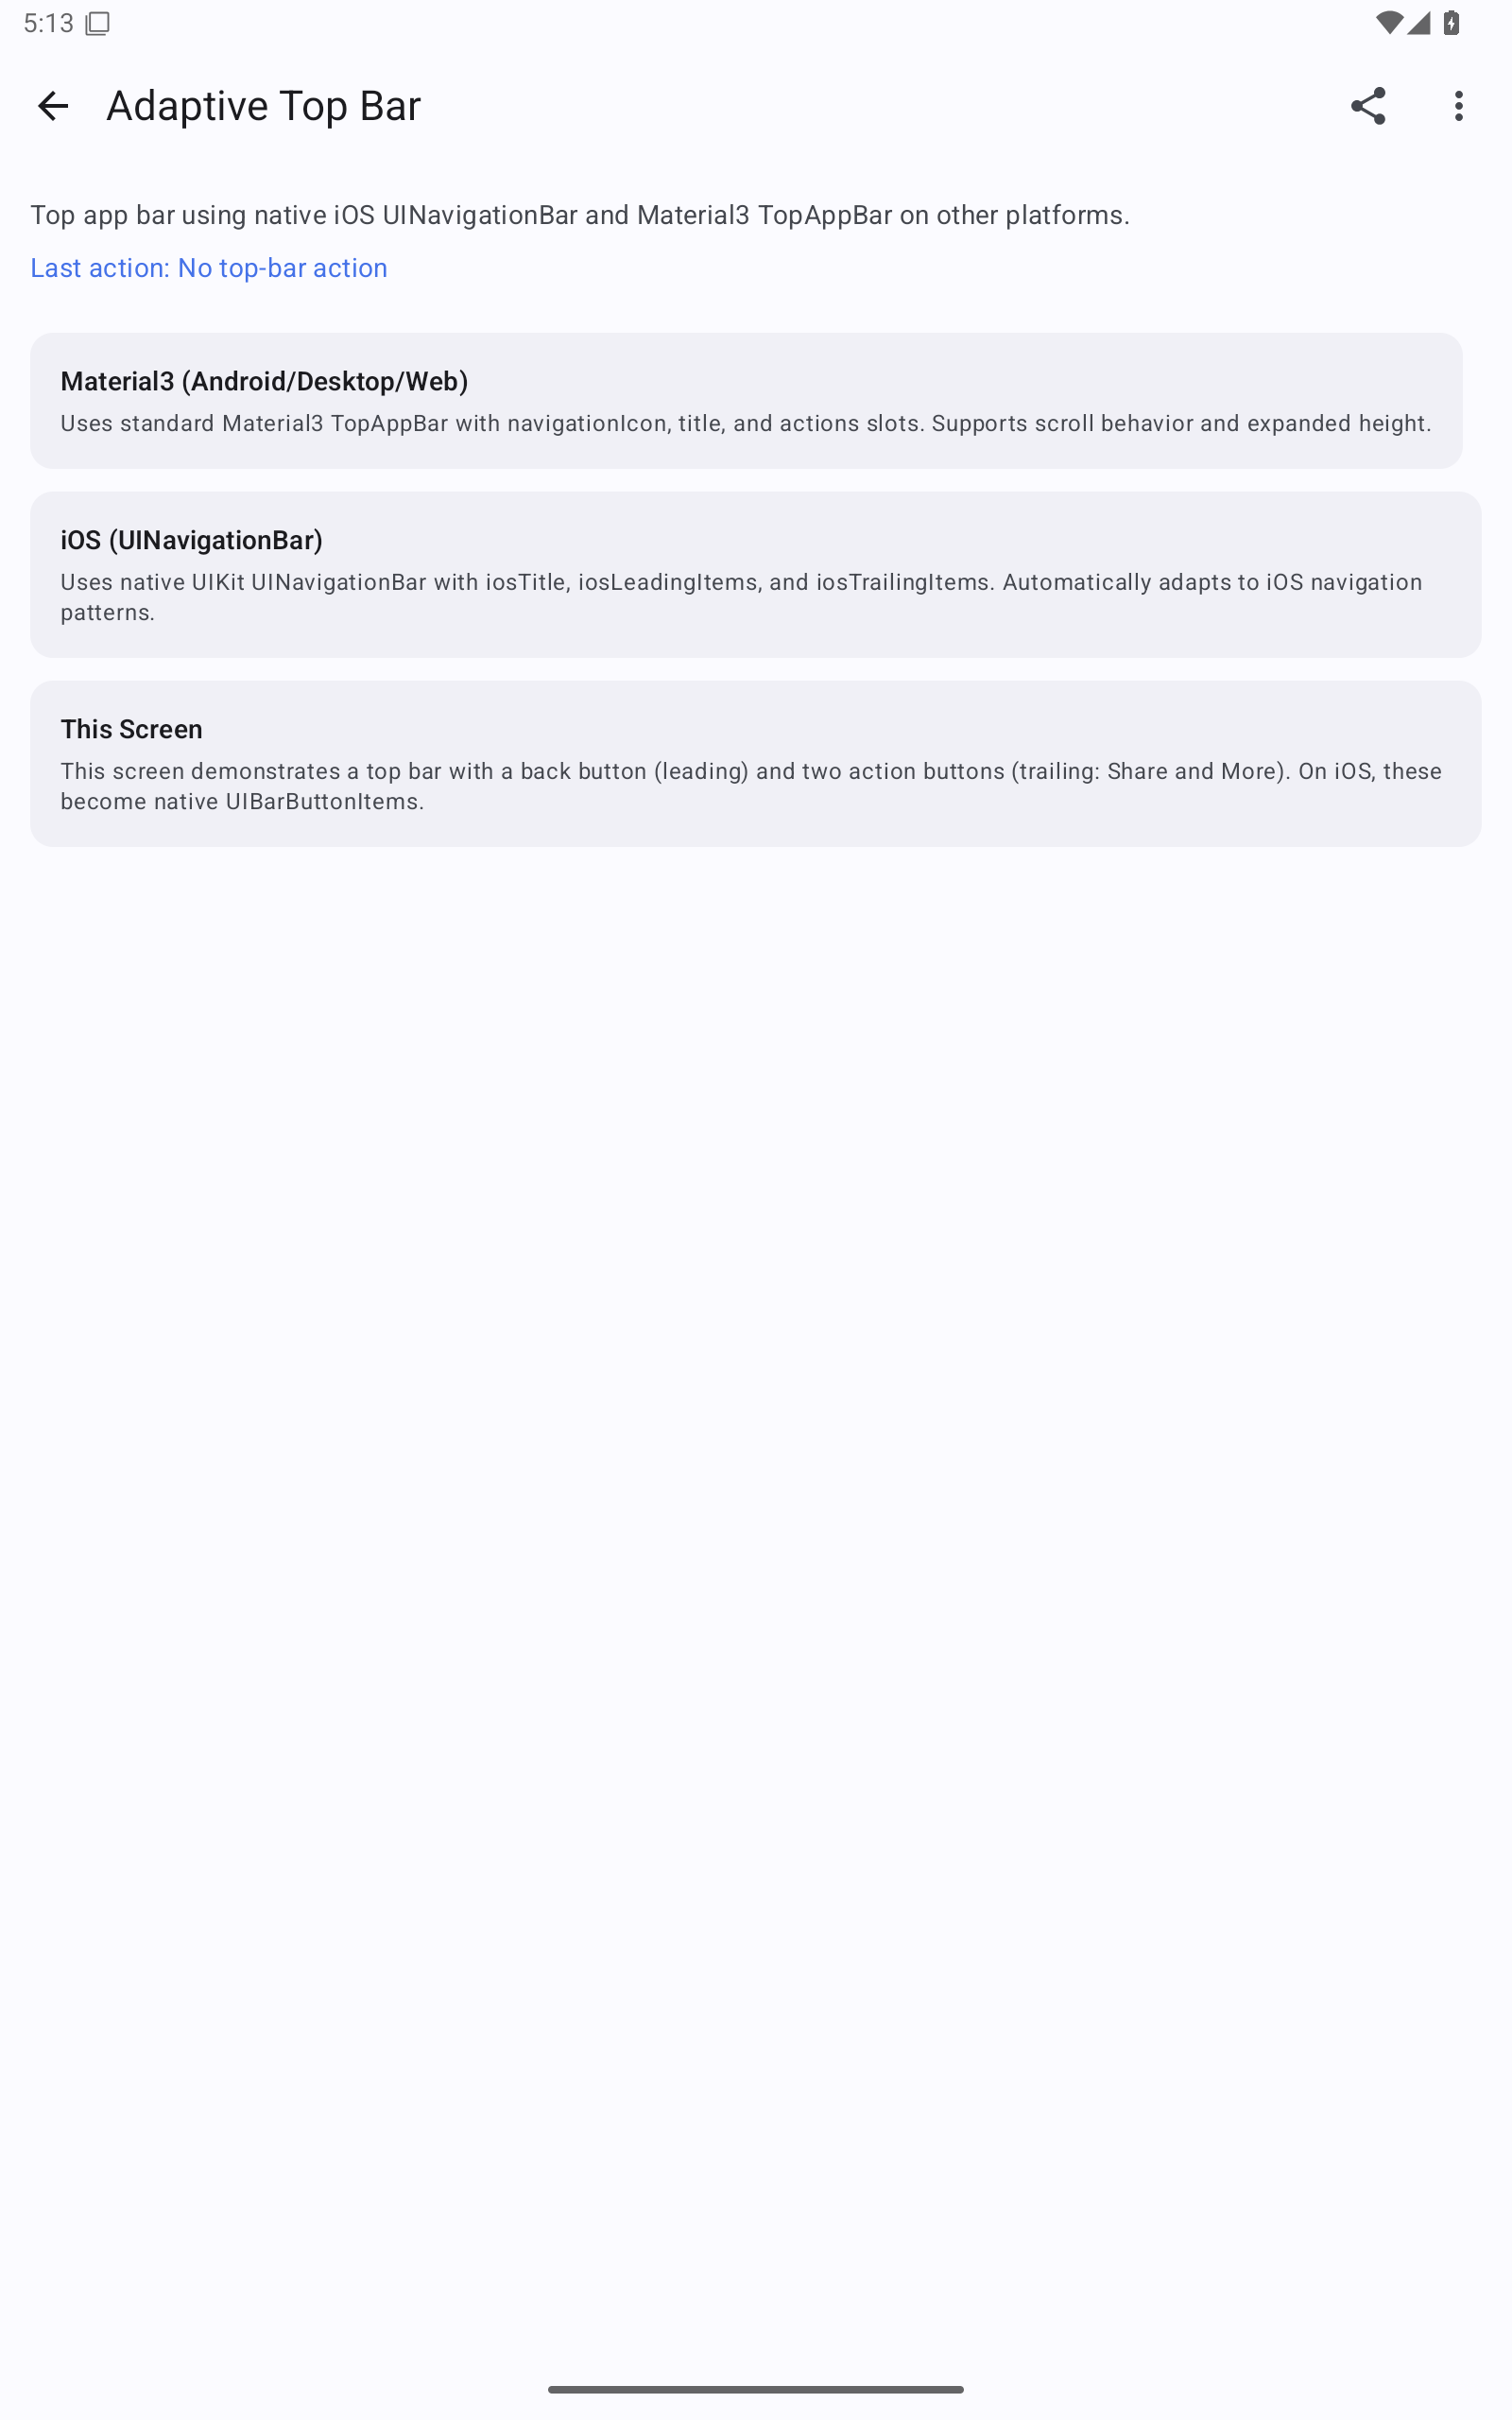 5:13
Adaptive Top Bar
Top app bar using native iOS UINavigationBar and Material3 TopAppBar on other platforms.
Last action: No top-bar action
Material3 (Android/Desktop/Web)
Uses standard Material3 TopAppBar with navigationIcon, title, and actions slots. Supports scroll behavior and expanded height.
iOS (UINavigationBar)
Uses native UIKit UINavigationBar with iosTitle, iosLeadingItems, and iosTrailingItems. Automatically adapts to iOS navigation
patterns.
This Screen
This screen demonstrates a top bar with a back button (leading) and two action buttons (trailing: Share and More). On iOS, these
become native UIBarButtonItems.